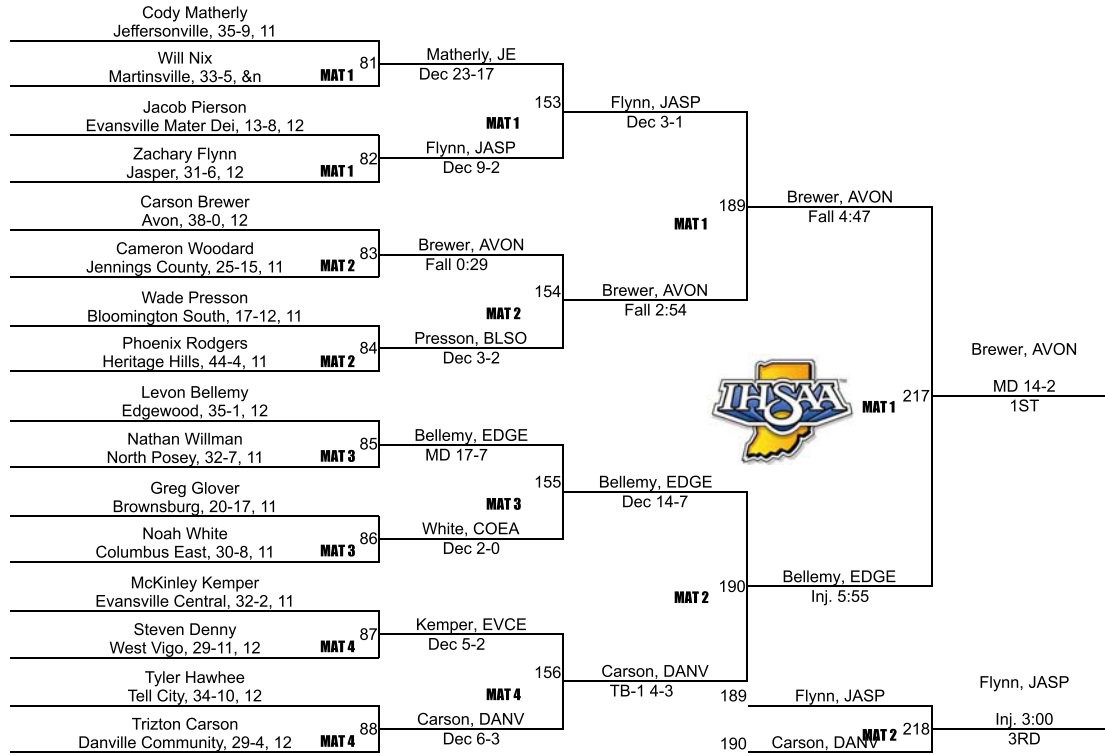 Cody Matherly
Jeffersonville, 35-9, 11
Will Nix
Martinsville, 33-5, &n
MAT 1
81
Matherly, JE
Dec 23-17
Jacob Pierson
Evansville Mater Dei, 13-8, 12
Zachary Flynn
Jasper, 31-6, 12
MAT 1
82
Flynn, JASP
Dec 9-2
153
MAT 1
Flynn, JASP
Dec 3-1
Carson Brewer
Avon, 38-0, 12
Cameron Woodard
Jennings County, 25-15, 11
MAT 2
83
Brewer, AVON
Fall 0:29
Wade Presson
Bloomington South, 17-12, 11
Phoenix Rodgers
Heritage Hills, 44-4, 11
MAT 2
84
Presson, BLSO
Dec 3-2
154
MAT 2
Brewer, AVON
Fall 2:54
189
MAT 1
Brewer, AVON
Fall 4:47
Levon Bellemy
Edgewood, 35-1, 12
Nathan Willman
North Posey, 32-7, 11
MAT 3
85
Bellemy, EDGE
MD 17-7
Greg Glover
Brownsburg, 20-17, 11
Noah White
Columbus East, 30-8, 11
MAT 3
86
White, COEA
Dec 2-0
155
MAT 3
Bellemy, EDGE
Dec 14-7
McKinley Kemper
Evansville Central, 32-2, 11
Steven Denny
West Vigo, 29-11, 12
MAT 4
87
Kemper, EVCE
Dec 5-2
Tyler Hawhee
Tell City, 34-10, 12
Trizton Carson
Danville Community, 29-4, 12
MAT 4
88
Carson, DANV
Dec 6-3
156
MAT 4
Carson, DANV
TB-1 4-3
190
MAT 2
Bellemy, EDGE
Inj. 5:55
IHSAA
TM
217
MAT 1
Brewer, AVON
MD 14-2
1ST
189
Flynn, JASP
190
Carson, DANV
MAT 2
218
Flynn, JASP
Inj. 3:00
3RD